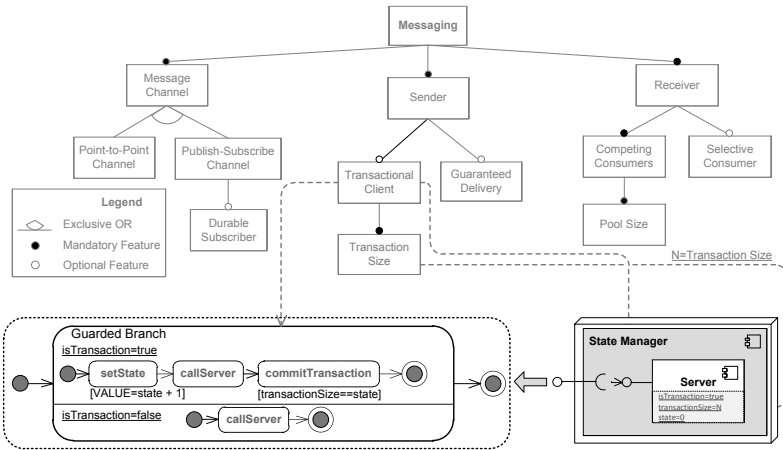 Messaging
Message
Channel
Sender
Receiver
Point-to-Point
Channel
Publish-Subscribe
Channel
Transactional
Client
Guaranteed
Delivery
Competing
Consumers
Selective
Consumer
Legend
Exclusive OR
Mandatory Feature
Optional Feature
Durable
Subscriber
Transaction
Size
Pool Size
N=Transaction Size
Guarded Branch
isTransaction=true
setState
callServer
commitTransaction
[VALUE=state + 1]
[transactionSize==state]
isTransaction=false
callServer
State Manager
Server
isTransaction=true
transactionSize=N
state=0